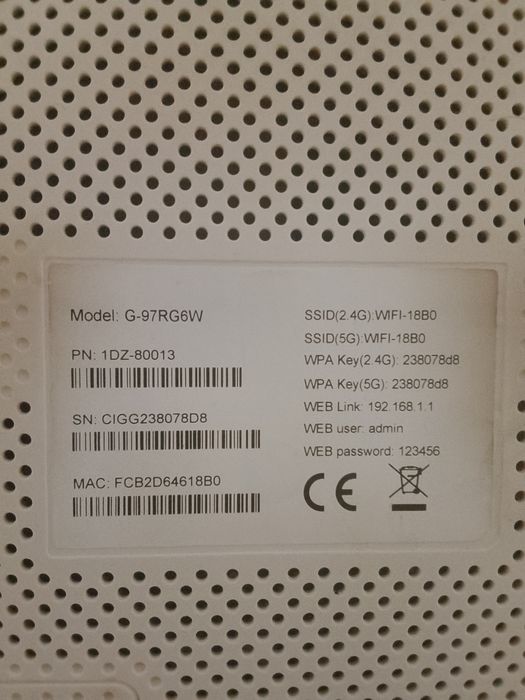 Model: G-97RG6W
PN: 1DZ-80013
SN: CIGG238078D8
MAC: FCB2D64618B0
SSID(2.4G):WIFI-18B0
SSID(5G):WIFI-18B0
WPA Key(2.4G): 238078d8
WPA Key(5G): 238078d8
WEB Link: 192.168.1.1
WEB user: admin
WEB password: 123456
CE